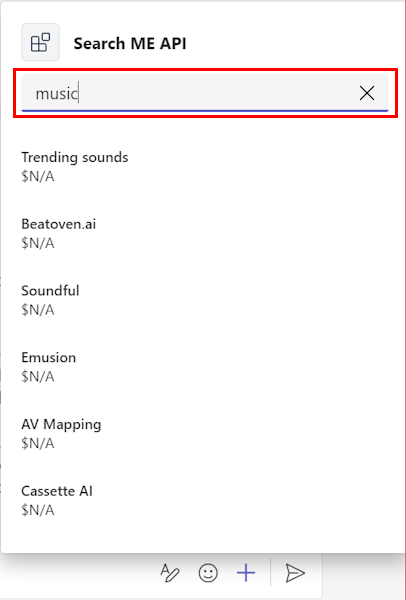 Search ME API
music
Trending sounds
$N/A
Beatoven.ai
$N/A
Soundful
$N/A
Emusion
$N/A
AV Mapping
$N/A
Cassette AI
$N/A